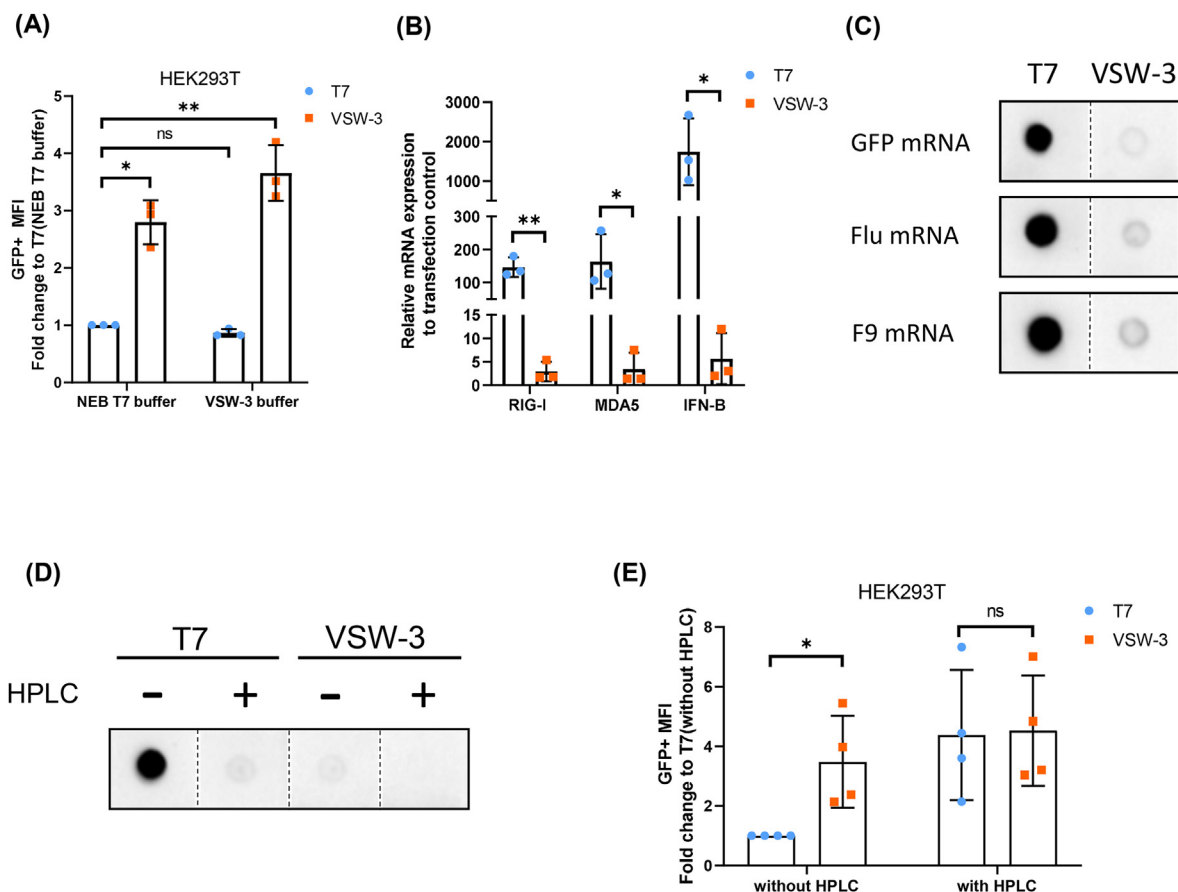 (A)
HEK293T
T7
VSW-3
GFP+ MFI
Fold change to T7(NEB T7 buffer)
5
4
3
2
1
0
**
ns
*
NEB T7 buffer
VSW-3 buffer
(B)
T7
VSW-3
Relative mRNA expression
to transfection control
3000
2000
1000
300
200
100
15
10
5
0
**
*
*
RIG-I
MDA5
IFN-B
(C)
T7 VSW-3
GFP mRNA
Flu mRNA
F9 mRNA
(D)
T7 VSW-3
HPLC - + - +
(E)
HEK293T
T7
VSW-3
GFP+ MFI
Fold change to T7(without HPLC)
8
6
4
2
0
*
ns
without HPLC
with HPLC